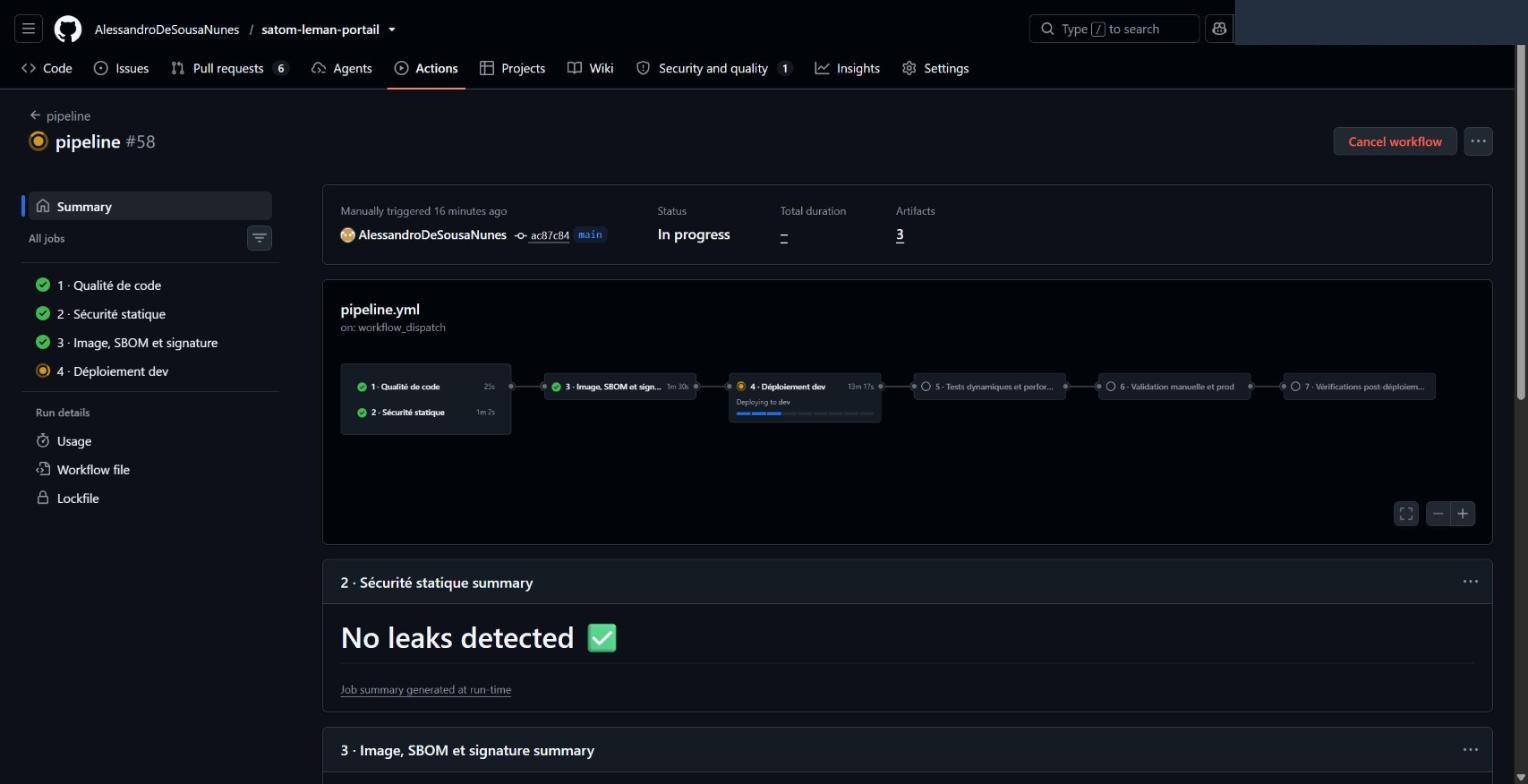 AlessandroDeSousaNunes / satom-leman-portail
Type / to search
Code Issues Pull requests 6 Agents Actions Projects Wiki Security and quality 1 Insights Settings
pipeline
pipeline #58
Cancel workflow
Summary
All jobs
1 · Qualité de code
2 · Sécurité statique
3 · Image, SBOM et signature
4 · Déploiement dev
Run details
Usage
Workflow file
Lockfile
Manually triggered 16 minutes ago
AlessandroDeSousaNunes ac87c84 main
Status
In progress
Total duration
–
Artifacts
3
pipeline.yml
on: workflow_dispatch
1 · Qualité de code 25s
2 · Sécurité statique 1m 2s
3 · Image, SBOM et sign... 1m 30s
4 · Déploiement dev 13m 17s
Deploying to dev
5 · Tests dynamiques et perfor...
6 · Validation manuelle et prod
7 · Vérifications post-déploiem...
2 · Sécurité statique summary
No leaks detected ✅
Job summary generated at run-time
3 · Image, SBOM et signature summary